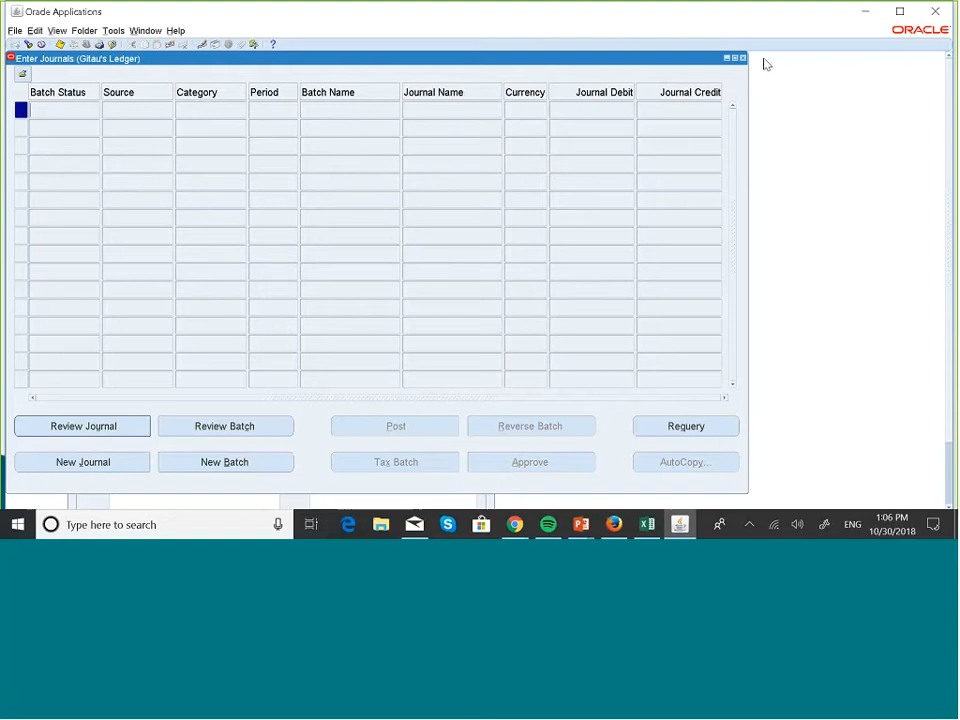 Oracle Applications
File Edit View Folder Tools Window Help
ORACLE
Enter Journals (Gitau's Ledger)
Batch Status Source Category Period Batch Name Journal Name Currency Journal Debit Journal Credit
Review Journal Review Batch Post Reverse Batch Requery
New Journal New Batch Tax Batch Approve AutoCopy...
Type here to search
ENG
1:06 PM
10/30/2018